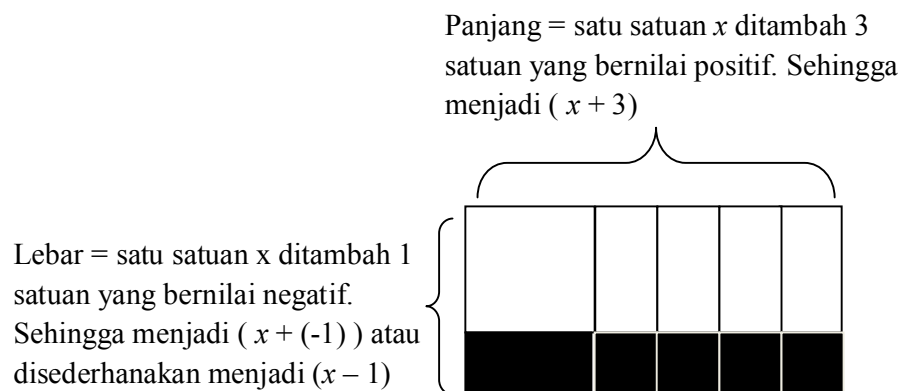 Panjang = satu satuan x ditambah 3
satuan yang bernilai positif. Sehingga
menjadi ( x + 3)
Lebar = satu satuan x ditambah 1
satuan yang bernilai negatif.
Sehingga menjadi ( x + (-1) ) atau
disederhanakan menjadi (x – 1)